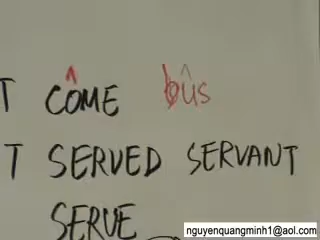 T CÔME bûs
T SERVED SERVANT
SERVE
nguyenquangminh1@aol.com